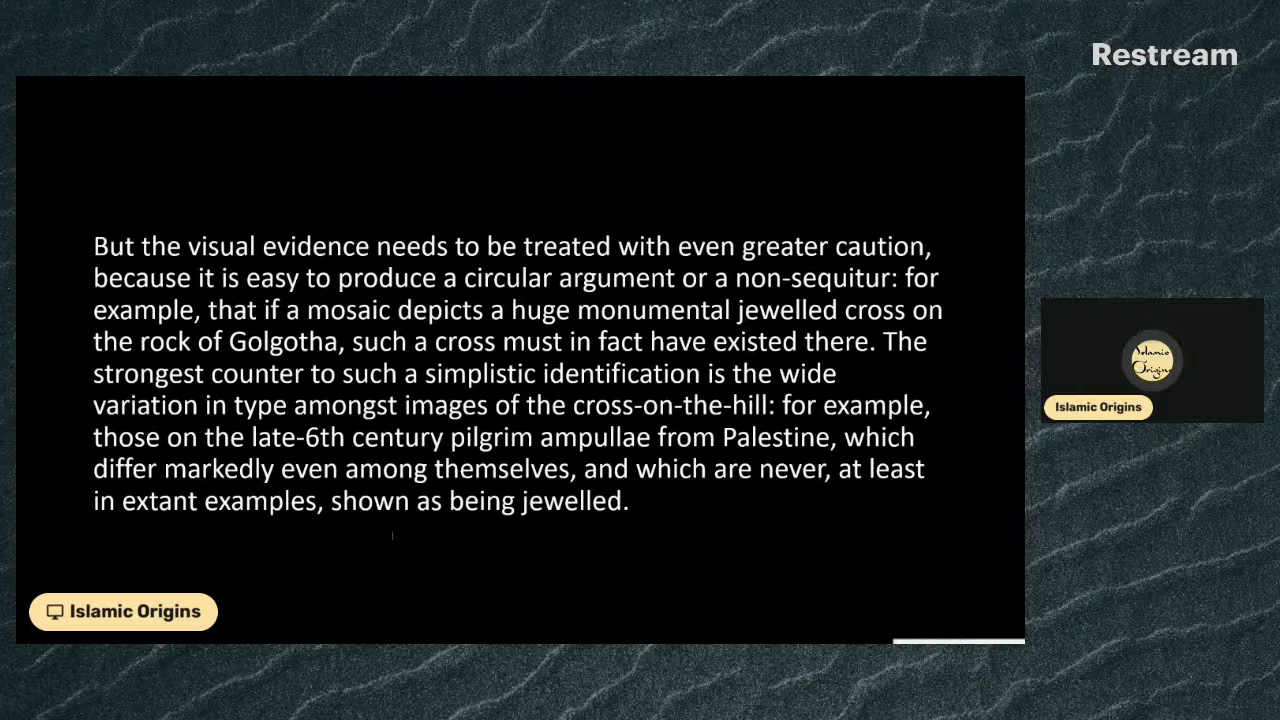 Restream
But the visual evidence needs to be treated with even greater caution,
because it is easy to produce a circular argument or a non-sequitur: for
example, that if a mosaic depicts a huge monumental jewelled cross on
the rock of Golgotha, such a cross must in fact have existed there. The
strongest counter to such a simplistic identification is the wide
variation in type amongst images of the cross-on-the-hill: for example,
those on the late-6th century pilgrim ampullae from Palestine, which
differ markedly even among themselves, and which are never, at least
in extant examples, shown as being jewelled.
Islamic Origins
Islamic
Origins
Islamic Origins